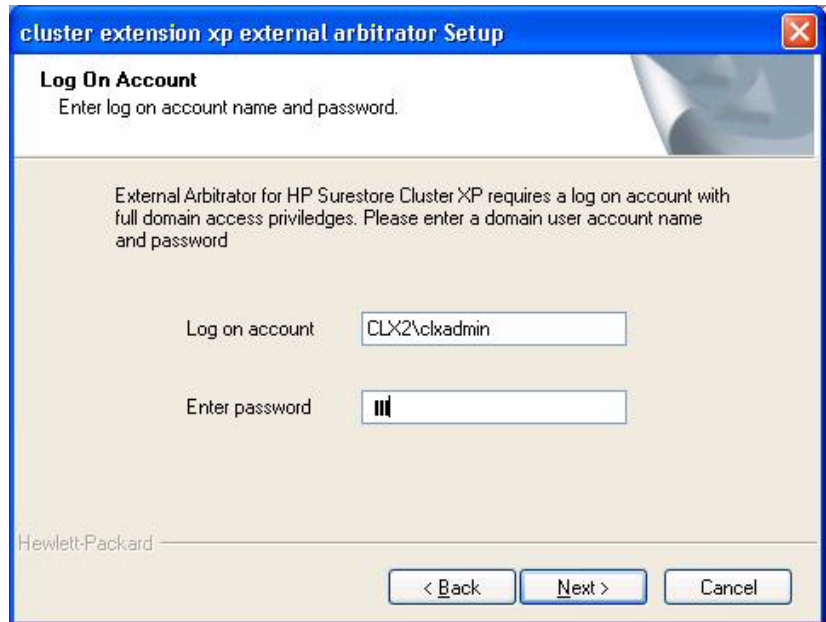 cluster extension xp external arbitrator Setup
Log On Account
Enter log on account name and password.
External Arbitrator for HP Surestore Cluster XP requires a log on account with
full domain access priviledges. Please enter a domain user account name
and password
Log on account CLX2\clxadmin
Enter password
Hewlett-Packard
< Back Next > Cancel